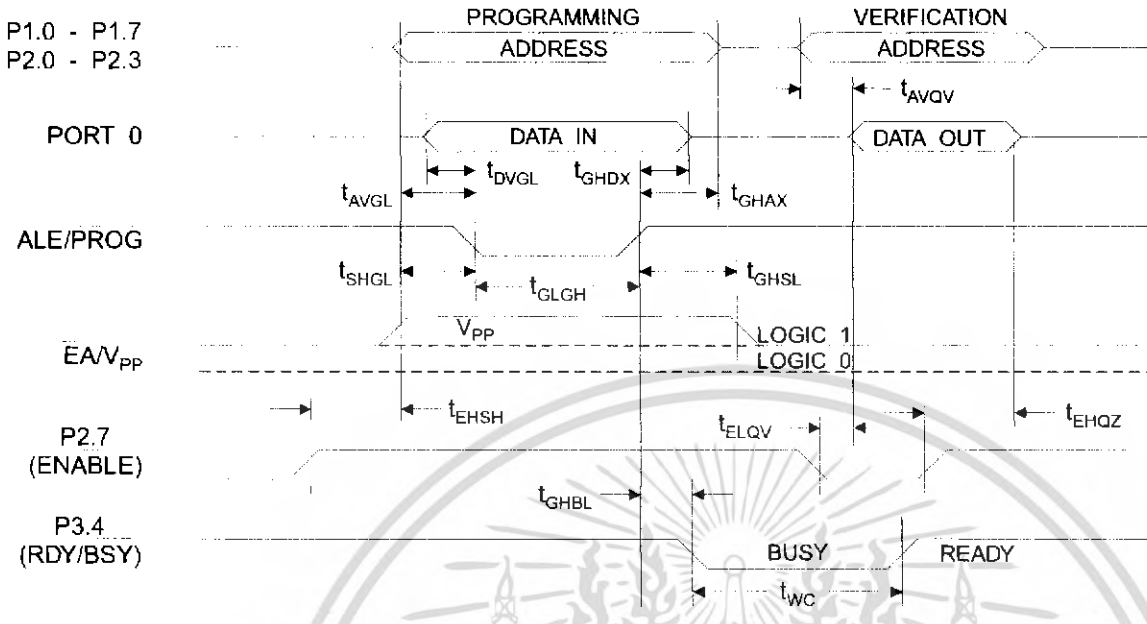 PROGRAMMING VERIFICATION
P1.0 - P1.7
P2.0 - P2.3
ADDRESS ADDRESS
tAVQV
PORT 0 DATA IN DATA OUT
tDVGL tGHDX
tAVGL tGHAX
ALE/PROG
tSHGL tGLGH tGHSL
VPP LOGIC 1
EA/VPP LOGIC 0
tEHSH tELQV tEHQZ
P2.7
(ENABLE)
tGHBL
P3.4
(RDY/BSY) BUSY READY
tWC